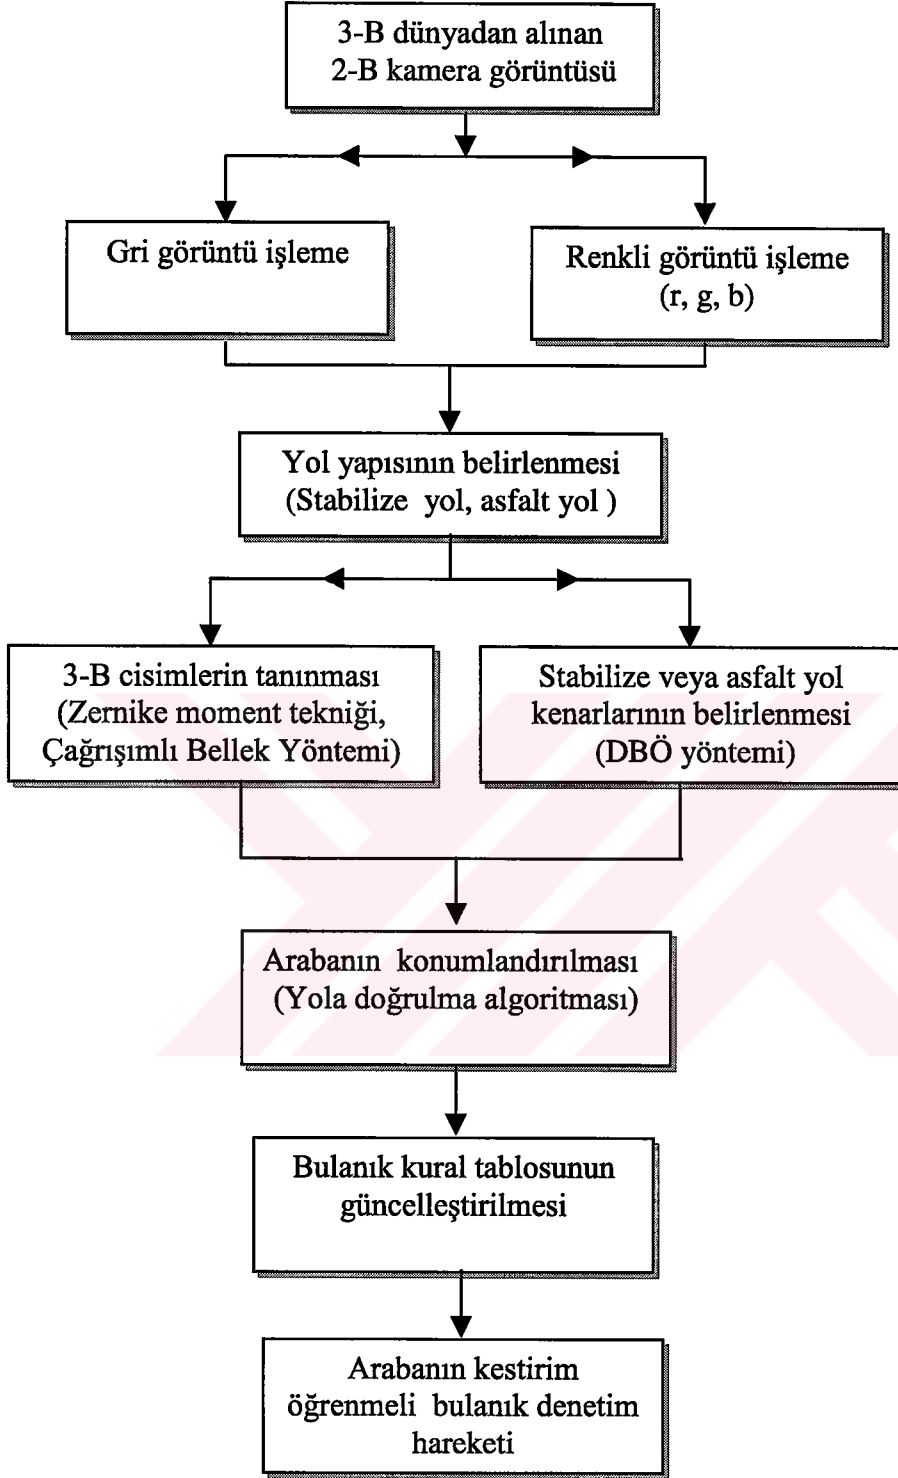 3-B dünyadan alınan
2-B kamera görüntüsü
Gri görüntü işleme
Renkli görüntü işleme
(r, g, b)
Yol yapısının belirlenmesi
(Stabilize yol, asfalt yol )
3-B cisimlerin tanınması
(Zernike moment tekniği,
Çağrışımlı Bellek Yöntemi)
Stabilize veya asfalt yol
kenarlarının belirlenmesi
(DBÖ yöntemi)
Arabanın konumlandırılması
(Yola doğrulma algoritması)
Bulanık kural tablosunun
güncelleştirilmesi
Arabanın kestirim
öğrenmeli bulanık denetim
hareketi